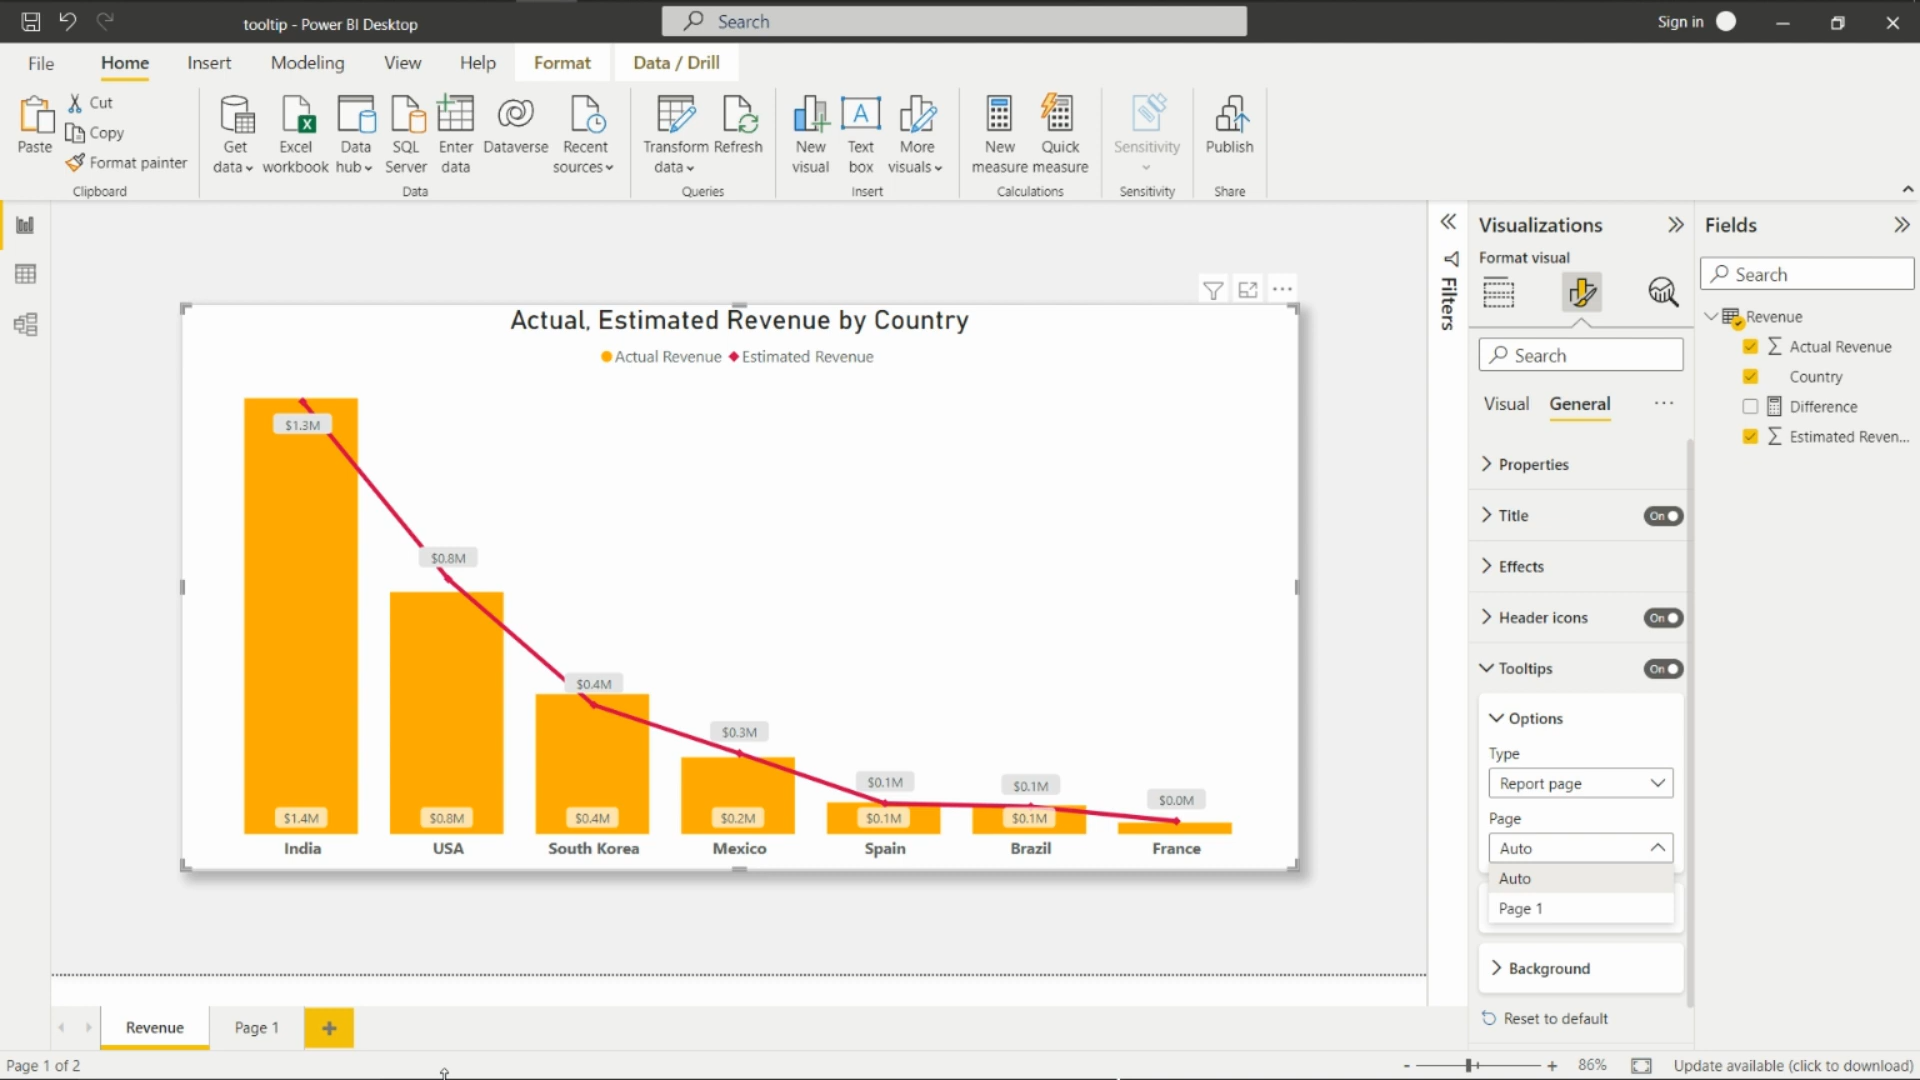 tooltip - Power BI Desktop
Search
Sign in
File
Home
Insert
Modeling
View
Help
Format
Data / Drill
Paste
Cut
Copy
Format painter
Clipboard
Get data
Excel workbook
Data hub
SQL Server
Enter data
Dataverse
Recent sources
Data
Transform data
Refresh
Queries
New visual
A
Text box
More visuals
Insert
New measure
Quick measure
Calculations
Sensitivity
Sensitivity
Publish
Share
Actual, Estimated Revenue by Country
Actual Revenue
Estimated Revenue
$1.3M
$0.8M
$0.4M
$0.3M
$0.1M
$0.1M
$0.0M
$1.4M
$0.8M
$0.4M
$0.2M
$0.1M
$0.1M
India
USA
South Korea
Mexico
Spain
Brazil
France
Filters
Visualizations
Format visual
Search
Visual
General
Properties
Title
On
Effects
Header icons
On
Tooltips
On
Options
Type
Report page
Page
Auto
Auto
Page 1
Background
Reset to default
Fields
Search
Revenue
Actual Revenue
Country
Difference
Estimated Reven...
Revenue
Page 1
Page 1 of 2
86%
Update available (click to download)